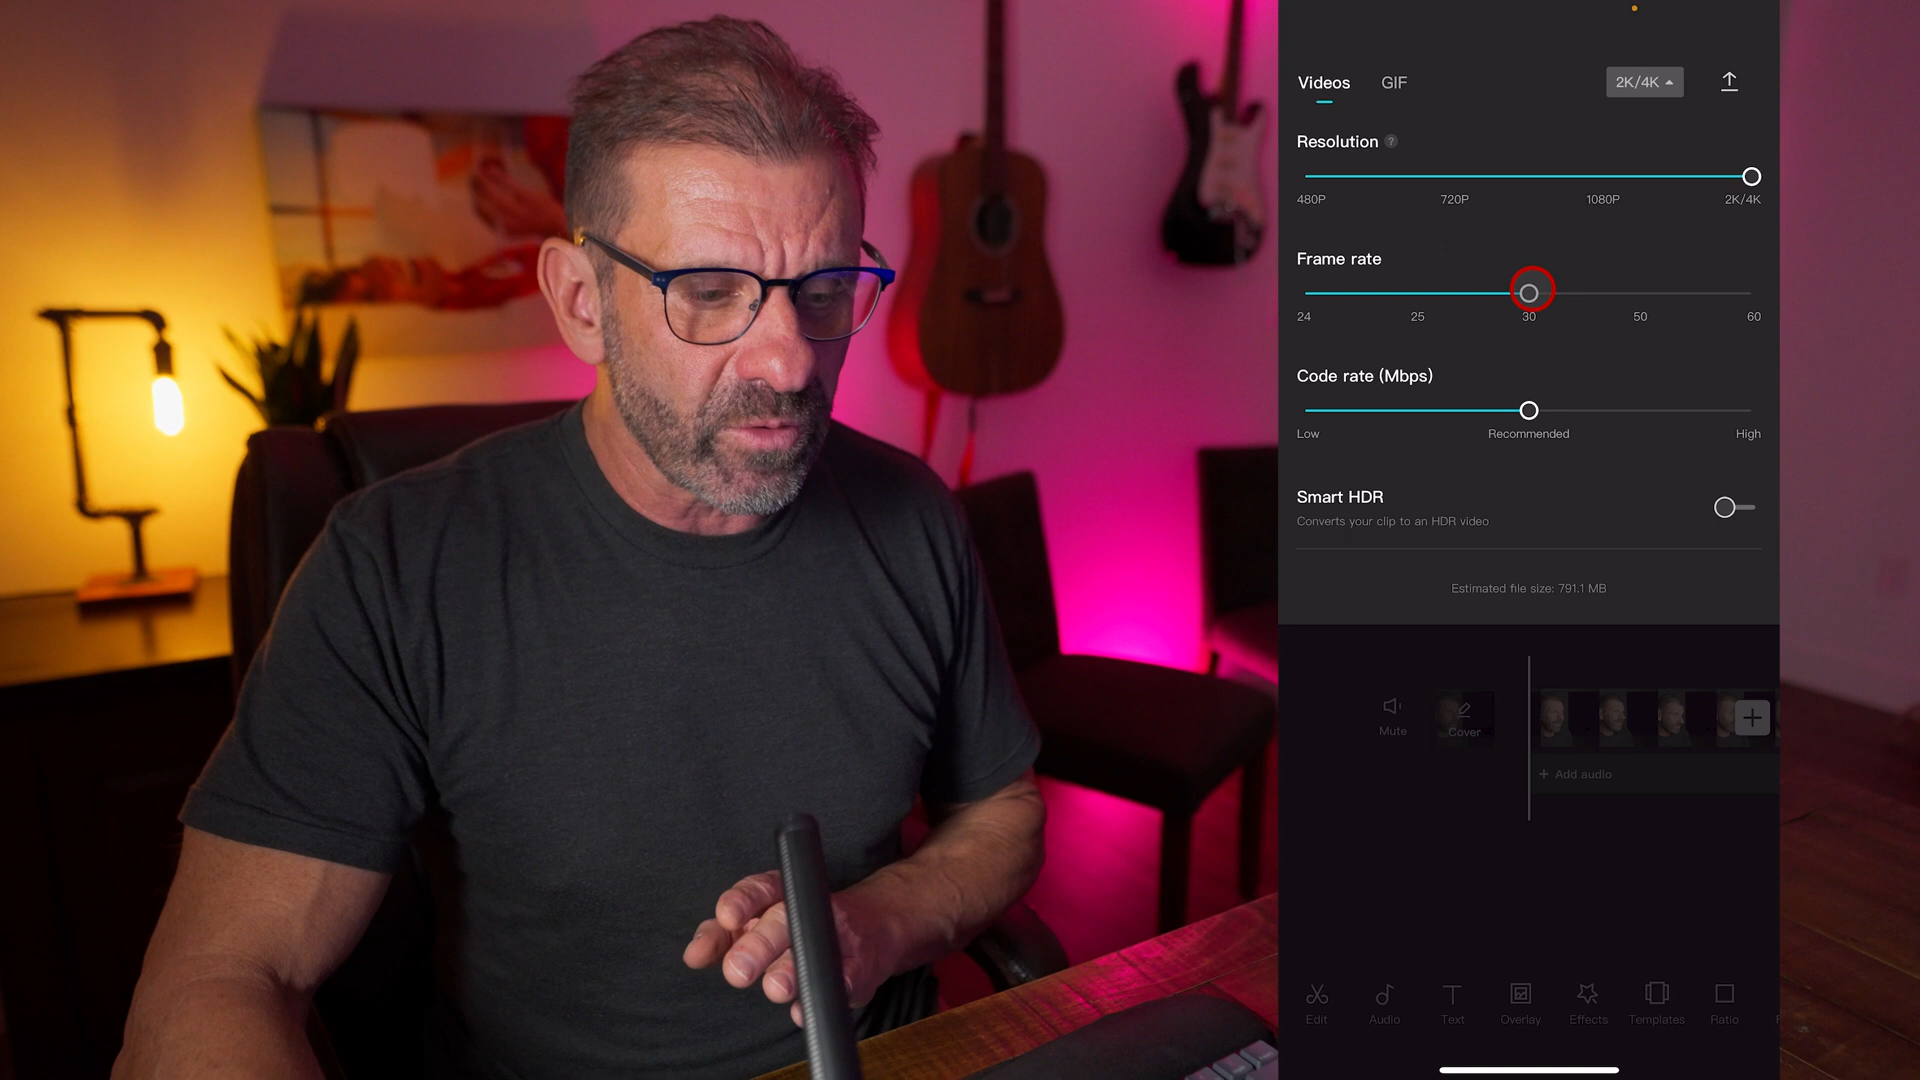 Videos GIF 2K/4K
Resolution ?
480P 720P 1080P 2K/4K
Frame rate
24 25 30 50 60
Code rate (Mbps)
Low Recommended High
Smart HDR
Converts your clip to an HDR video
Estimated file size: 791.1 MB
Mute Cover
+ Add audio
Edit Audio Text Overlay Effects Templates Ratio